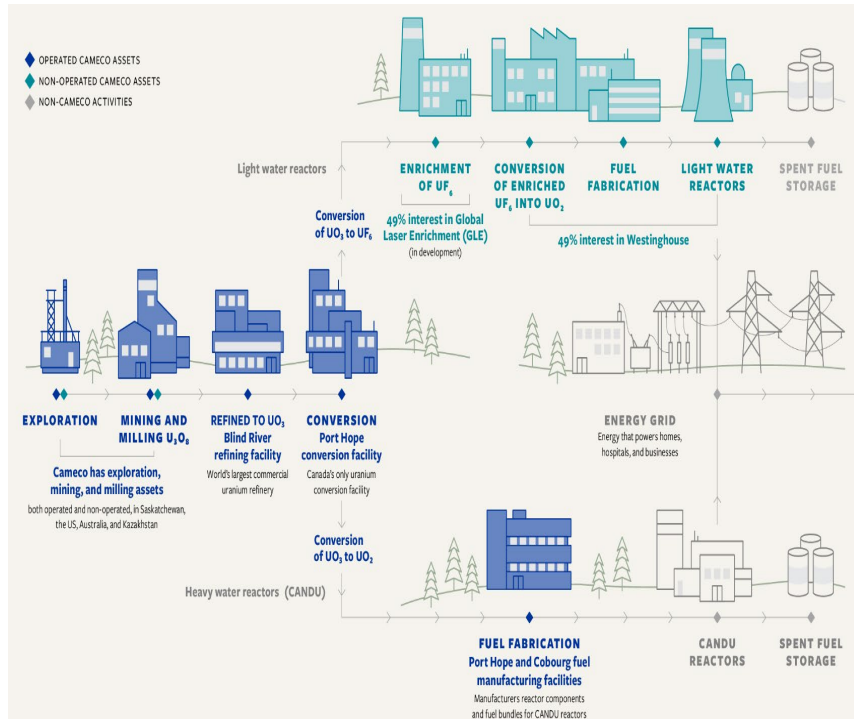 OPERATED CAMECO ASSETS
NON-OPERATED CAMECO ASSETS
NON-CAMECO ACTIVITIES
Light water reactors
ENRICHMENT
OF UF₆
49% interest in Global
Laser Enrichment (GLE)
(in development)
CONVERSION
OF ENRICHED
UF₆ INTO UO₂
FUEL
FABRICATION
LIGHT WATER
REACTORS
SPENT FUEL
STORAGE
49% interest in Westinghouse
Conversion
of UO₃ to UF₆
EXPLORATION
MINING AND
MILLING U₃O₈
Cameco has exploration,
mining, and milling assets
both operated and non-operated, in Saskatchewan,
the US, Australia, and Kazakhstan
REFINED TO UO₃
Blind River
refining facility
World's largest commercial
uranium refinery
CONVERSION
Port Hope
conversion facility
Canada's only uranium
conversion facility
ENERGY GRID
Energy that powers homes,
hospitals, and businesses
Conversion
of UO₃ to UO₂
Heavy water reactors (CANDU)
FUEL FABRICATION
Port Hope and Cobourg fuel
manufacturing facilities
Manufacturers reactor components
and fuel bundles for CANDU reactors
CANDU
REACTORS
SPENT FUEL
STORAGE